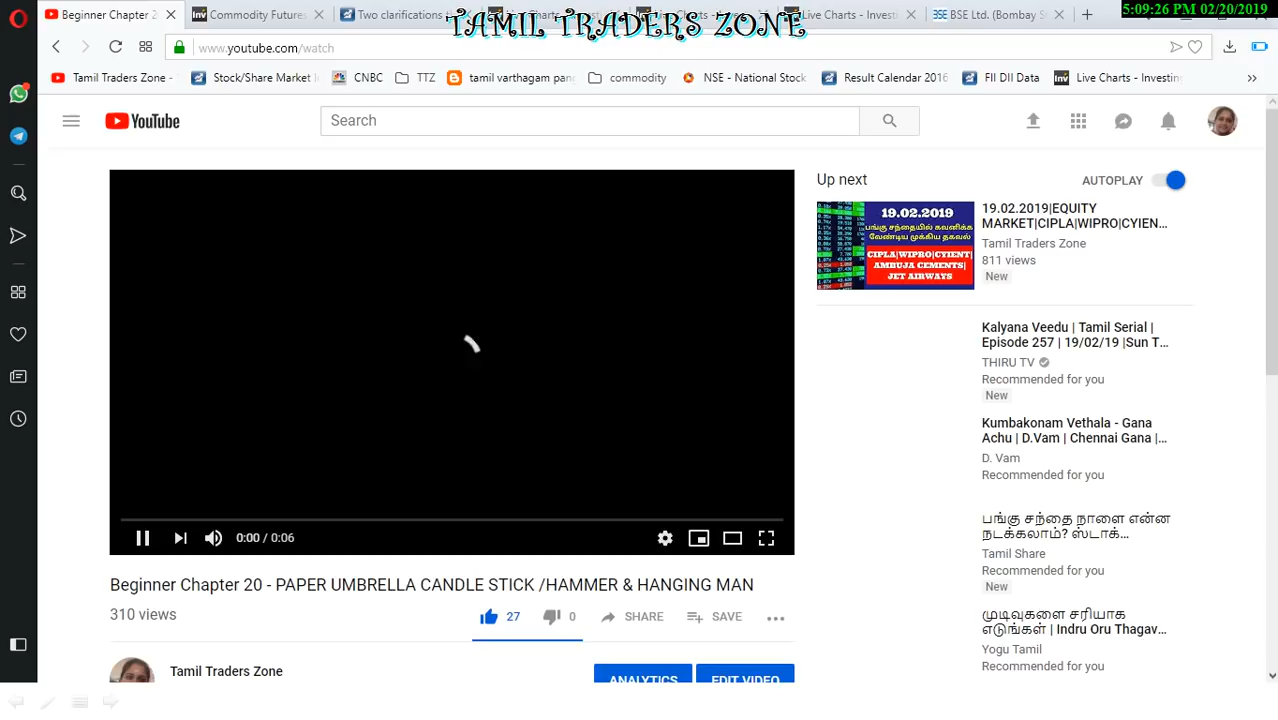 Beginner Chapter 2
Commodity Futures
Two clarifications
Live Charts - Investi
BSE Ltd. (Bombay S
TAMIL TRADERS ZONE
5:09:26 PM 02/20/2019
www.youtube.com/watch
Tamil Traders Zone -
Stock/Share Market
CNBC
TTZ
tamil varthagam pan
commodity
NSE - National Stock
Result Calendar 2016
FII DII Data
Live Charts - Investin
YouTube
Search
Up next
AUTOPLAY
19.02.2019
பங்கு சந்தையில் கவனிக்க
வேண்டிய முக்கிய தகவல்
CIPLA|WIPRO|CYIENT|
AMBUJA CEMENTS|
JET AIRWAYS
19.02.2019|EQUITY
MARKET|CIPLA|WIPRO|CYIEN...
Tamil Traders Zone
811 views
New
Kalyana Veedu | Tamil Serial |
Episode 257 | 19/02/19 |Sun T...
THIRU TV
Recommended for you
New
Kumbakonam Vethala - Gana
Achu | D.Vam | Chennai Gana |...
D. Vam
Recommended for you
பங்கு சந்தை நாளை என்ன
நடக்கலாம்? ஸ்டாக்...
Tamil Share
Recommended for you
New
முடிவுகளை சரியாக
எடுங்கள் | Indru Oru Thagav...
Yogu Tamil
Recommended for you
0:00 / 0:06
Beginner Chapter 20 - PAPER UMBRELLA CANDLE STICK /HAMMER & HANGING MAN
310 views
27
0
SHARE
SAVE
Tamil Traders Zone
ANALYTICS
EDIT VIDEO